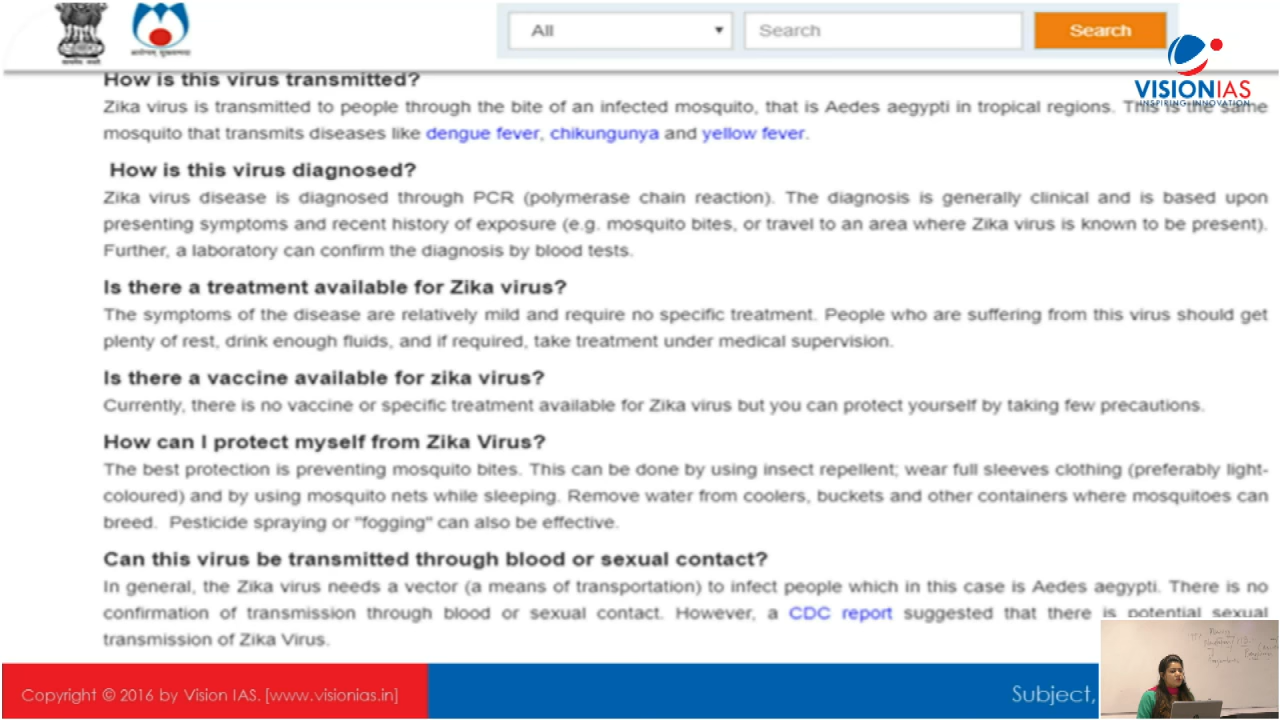 All
Search
Search
VISIONIAS
INSPIRING INNOVATION
How is this virus transmitted?
Zika virus is transmitted to people through the bite of an infected mosquito, that is Aedes aegypti in tropical regions. This is the same
mosquito that transmits diseases like dengue fever, chikungunya and yellow fever.
How is this virus diagnosed?
Zika virus disease is diagnosed through PCR (polymerase chain reaction). The diagnosis is generally clinical and is based upon
presenting symptoms and recent history of exposure (e.g. mosquito bites, or travel to an area where Zika virus is known to be present).
Further, a laboratory can confirm the diagnosis by blood tests.
Is there a treatment available for Zika virus?
The symptoms of the disease are relatively mild and require no specific treatment. People who are suffering from this virus should get
plenty of rest, drink enough fluids, and if required, take treatment under medical supervision.
Is there a vaccine available for zika virus?
Currently, there is no vaccine or specific treatment available for Zika virus but you can protect yourself by taking few precautions.
How can I protect myself from Zika Virus?
The best protection is preventing mosquito bites. This can be done by using insect repellent; wear full sleeves clothing (preferably light-
coloured) and by using mosquito nets while sleeping. Remove water from coolers, buckets and other containers where mosquitoes can
breed. Pesticide spraying or "fogging" can also be effective.
Can this virus be transmitted through blood or sexual contact?
In general, the Zika virus needs a vector (a means of transportation) to infect people which in this case is Aedes aegypti. There is no
confirmation of transmission through blood or sexual contact. However, a CDC report suggested that there is potential sexual
transmission of Zika Virus.
Copyright © 2016 by Vision IAS. [www.visionias.in]
Subject,